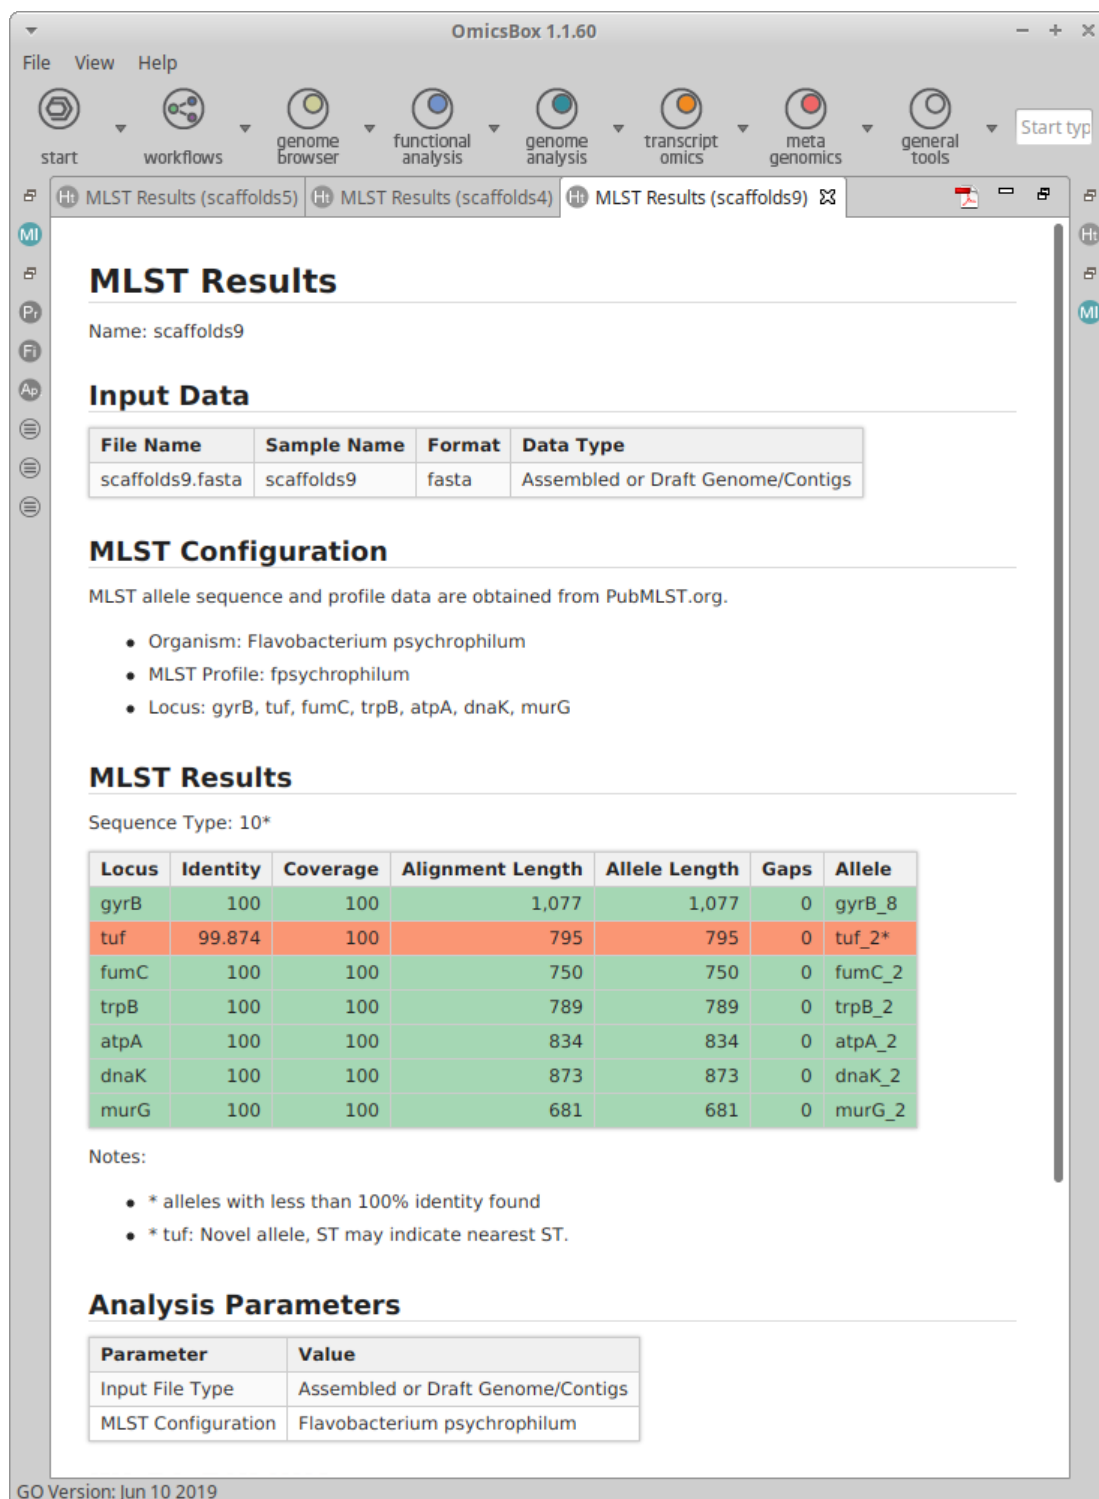 OmicsBox 1.1.60
File View Help
start workflows genome browser functional analysis genome analysis transcript omics meta genomics general tools Start typ
MLST Results (scaffolds5) MLST Results (scaffolds4) MLST Results (scaffolds9)
MI
Pr
Fi
Ap
Ht
MI
MLST Results
Name: scaffolds9
Input Data
File Name Sample Name Format Data Type
scaffolds9.fasta scaffolds9 fasta Assembled or Draft Genome/Contigs
MLST Configuration
MLST allele sequence and profile data are obtained from PubMLST.org.
• Organism: Flavobacterium psychrophilum
• MLST Profile: fpsychrophilum
• Locus: gyrB, tuf, fumC, trpB, atpA, dnaK, murG
MLST Results
Sequence Type: 10*
Locus Identity Coverage Alignment Length Allele Length Gaps Allele
gyrB 100 100 1,077 1,077 0 gyrB_8
tuf 99.874 100 795 795 0 tuf_2*
fumC 100 100 750 750 0 fumC_2
trpB 100 100 789 789 0 trpB_2
atpA 100 100 834 834 0 atpA_2
dnaK 100 100 873 873 0 dnaK_2
murG 100 100 681 681 0 murG_2
Notes:
• * alleles with less than 100% identity found
• * tuf: Novel allele, ST may indicate nearest ST.
Analysis Parameters
Parameter Value
Input File Type Assembled or Draft Genome/Contigs
MLST Configuration Flavobacterium psychrophilum
GO Version: Jun 10 2019